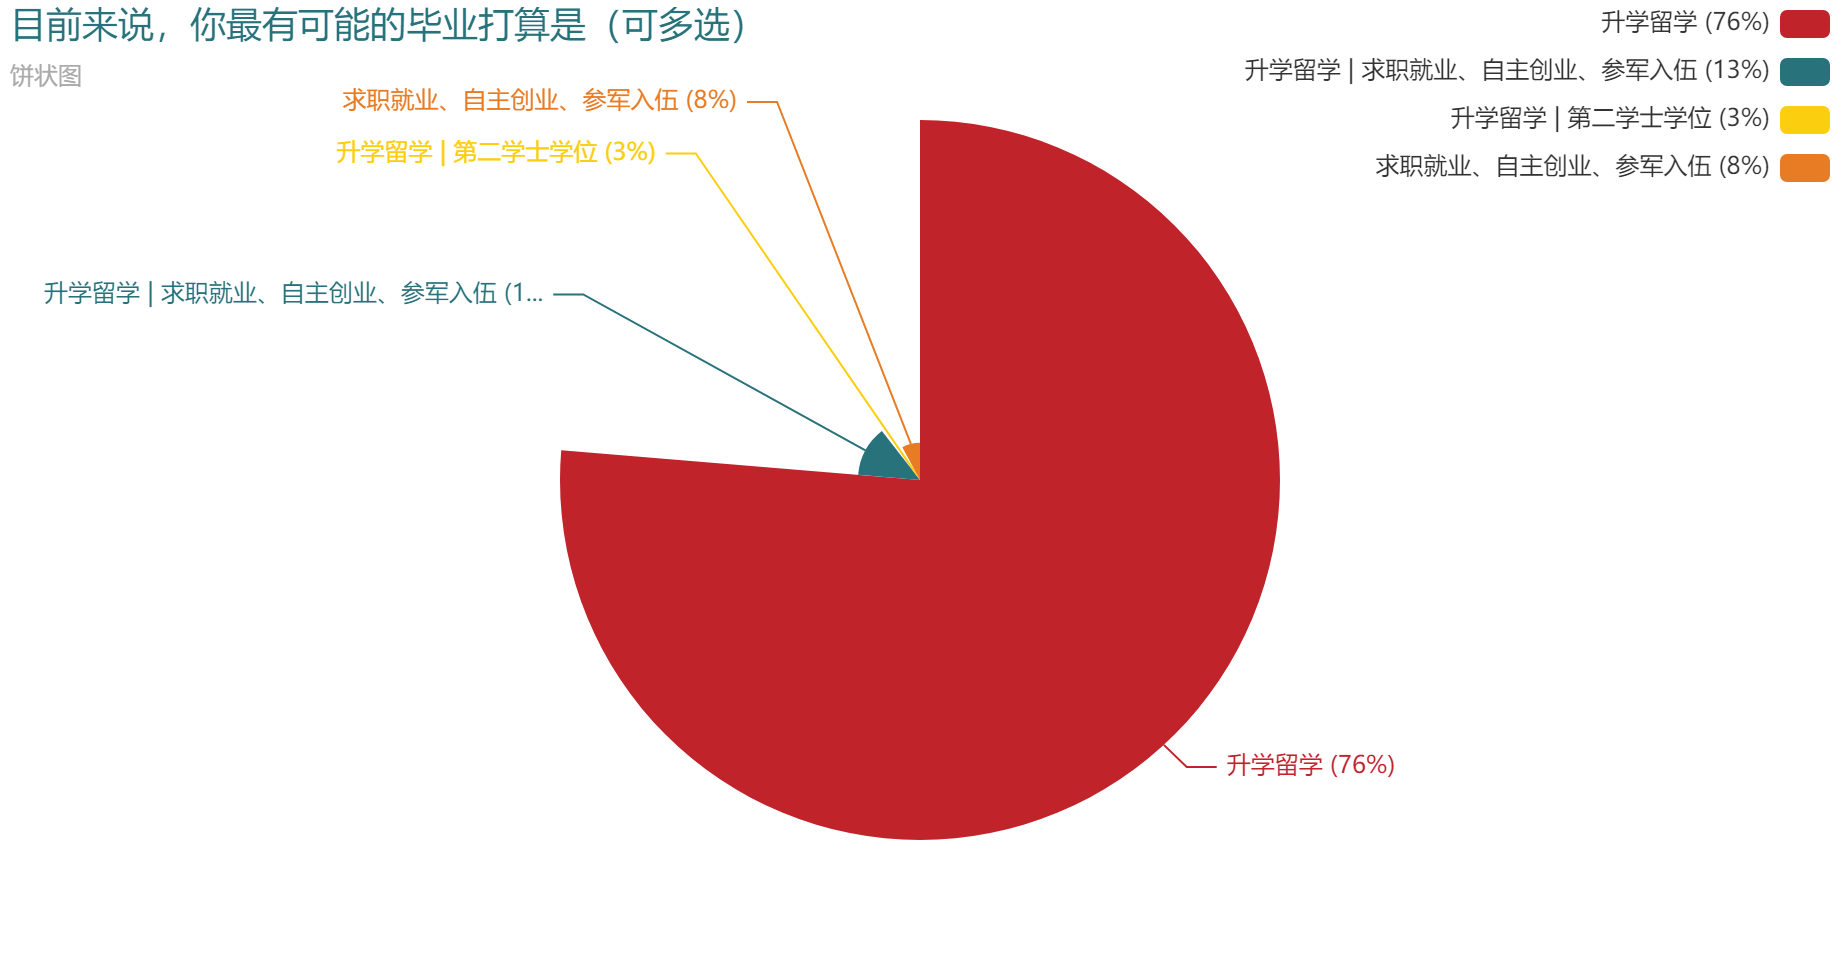 目前来说，你最有可能的毕业打算是（可多选）
饼状图
升学留学 (76%)
升学留学 | 求职就业、自主创业、参军入伍 (13%)
升学留学 | 第二学士学位 (3%)
求职就业、自主创业、参军入伍 (8%)
求职就业、自主创业、参军入伍 (8%)
升学留学 | 第二学士学位 (3%)
升学留学 | 求职就业、自主创业、参军入伍 (1...
升学留学 (76%)